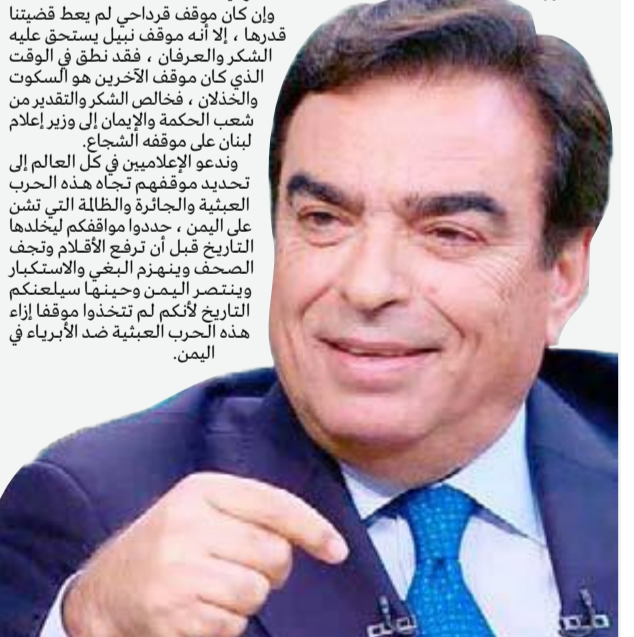 وإن كان موقف قرداحي لم يعط قضيتنا
قدرها ، إلا أنه موقف نبيل يستحق عليه
الشكر والعرفان ، فقد نطق في الوقت
الذي كان موقف الآخرين هو السكوت
والخذلان ، فخالص الشكر والتقدير من
شعب الحكمة والإيمان إلى وزير إعلام
لبنان على موقفه الشجاع.
وندعو الإعلاميين في كل العالم إلى
تحديد موقفهم تجاه هذه الحرب
العبثية والجائرة والظالمة التي تشن
على اليمن ، حددوا مواقفكم ليخلدها
التاريخ قبل أن ترفع الأقلام وتجف
الصحف وينهزم البغي والاستكبار
وينتصر اليمن وحينها سيلعنكم
التاريخ لأنكم لم تتخذوا موقفا إزاء
هذه الحرب العبثية ضد الأبرياء في
اليمن.